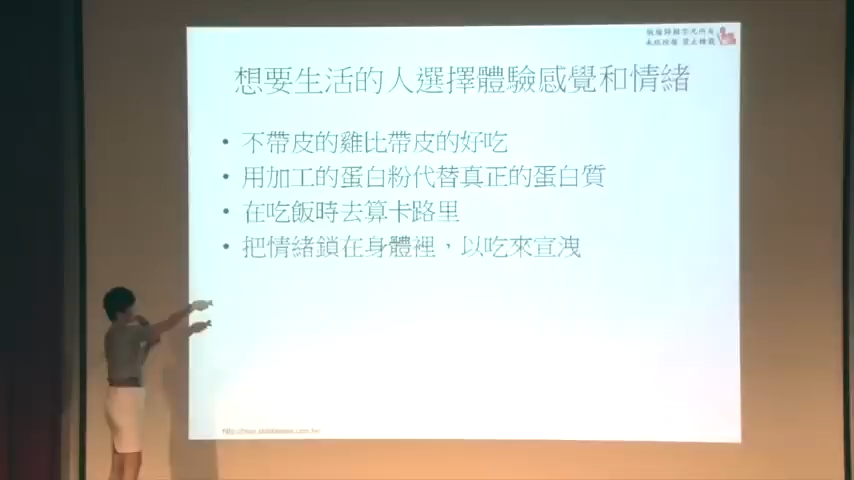 想要生活的人選擇體驗感覺和情緒
• 不帶皮的雞比帶皮的好吃
• 用加工的蛋白粉代替真正的蛋白質
• 在吃飯時去算卡路里
• 把情緒鎖在身體裡，以吃來宣洩